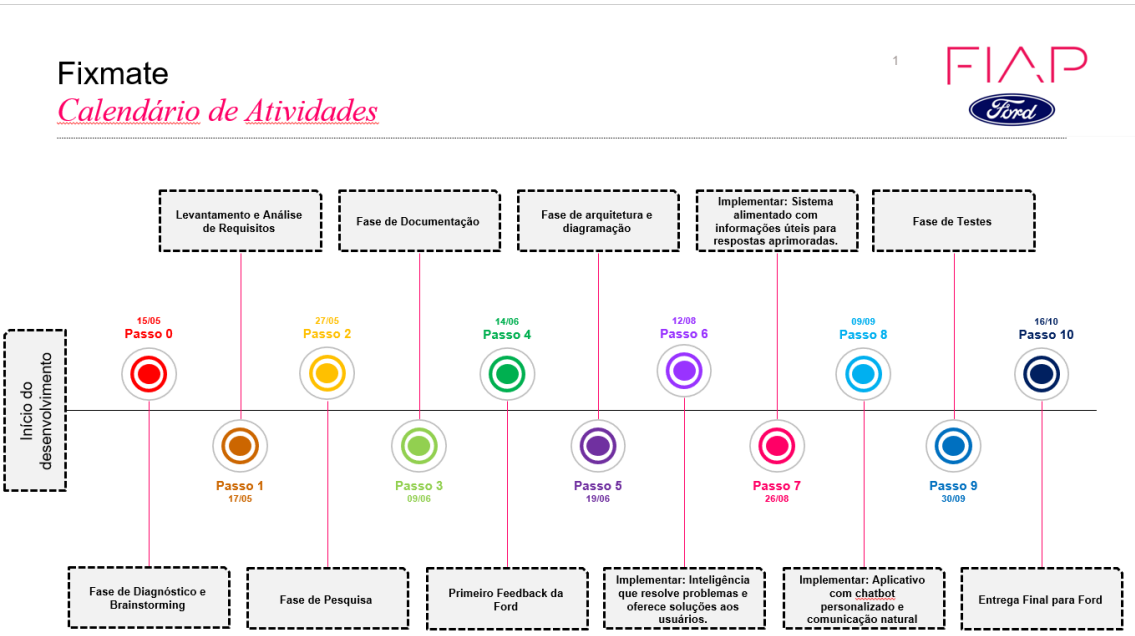 1
FIAP
Ford
Fixmate
Calendário de Atividades
Levantamento e Análise
de Requisitos
Fase de Documentação
Fase de arquitetura e
diagramação
Implementar: Sistema
alimentado com
informações úteis para
respostas aprimoradas.
Fase de Testes
Início do
desenvolvimento
15/05
Passo 0
27/05
Passo 2
14/06
Passo 4
12/08
Passo 6
09/09
Passo 8
16/10
Passo 10
Passo 1
17/05
Passo 3
09/06
Passo 5
19/06
Passo 7
26/08
Passo 9
30/09
Fase de Diagnóstico e
Brainstorming
Fase de Pesquisa
Primeiro Feedback da
Ford
Implementar: Inteligência
que resolve problemas e
oferece soluções aos
usuários.
Implementar: Aplicativo
com chatbot
personalizado e
comunicação natural
Entrega Final para Ford